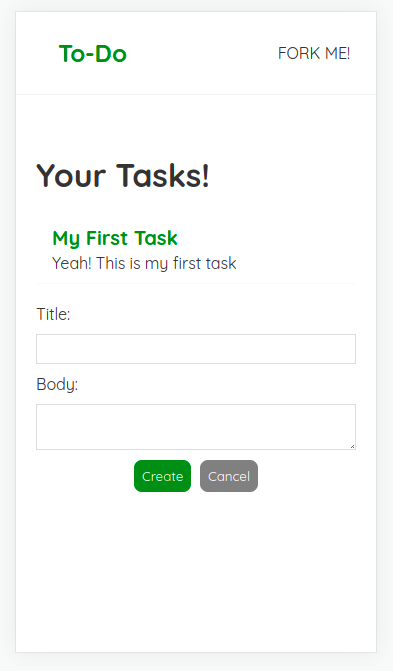 To-Do
FORK ME!
Your Tasks!
My First Task
Yeah! This is my first task
Title:
Body:
Create
Cancel